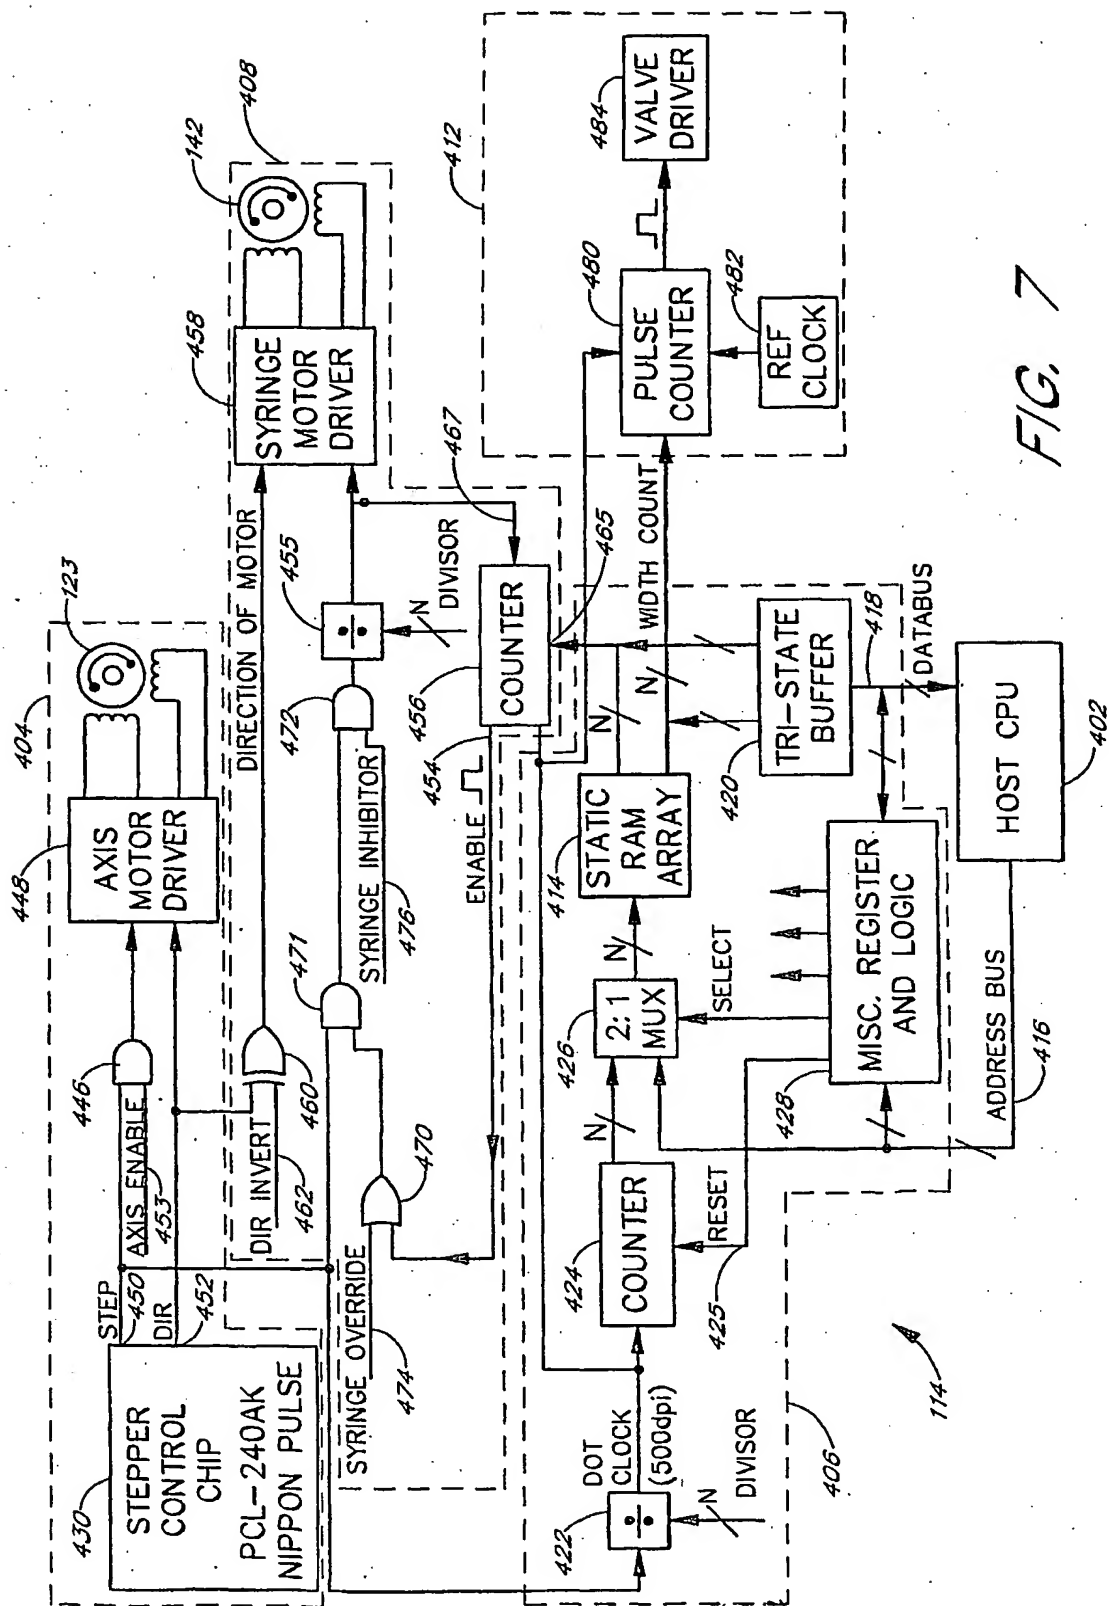 430
STEPPER
CONTROL
CHIP
PCL-240AK
NIPPON PULSE
STEP
450
DIR
452
AXIS ENABLE
453
446
448
AXIS
MOTOR
DRIVER
404
123
DIR INVERT
462
460
DIRECTION OF MOTOR
458
SYRINGE
MOTOR
DRIVER
142
408
SYRINGE OVERRIDE
474
470
471
SYRINGE INHIBITOR
476
472
455
N
DIVISOR
467
ENABLE
454
456
COUNTER
465
412
480
PULSE
COUNTER
484
VALVE
DRIVER
482
REF
CLOCK
422
DOT
CLOCK
(500dpi)
N
DIVISOR
424
COUNTER
RESET
425
N
426
2:1
MUX
SELECT
N
414
STATIC
RAM
ARRAY
N
N
WIDTH COUNT
420
TRI-STATE
BUFFER
418
DATABUS
428
MISC. REGISTER
AND LOGIC
ADDRESS BUS
416
HOST CPU
402
406
114
FIG. 7